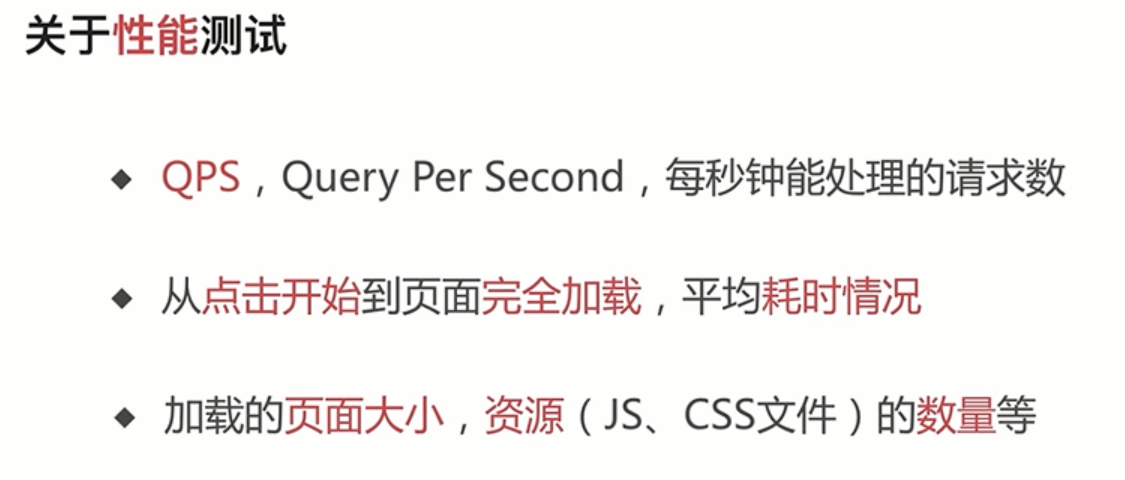 关于性能测试
◆ QPS，Query Per Second，每秒钟能处理的请求数
◆ 从点击开始到页面完全加载，平均耗时情况
◆ 加载的页面大小，资源（JS、CSS文件）的数量等